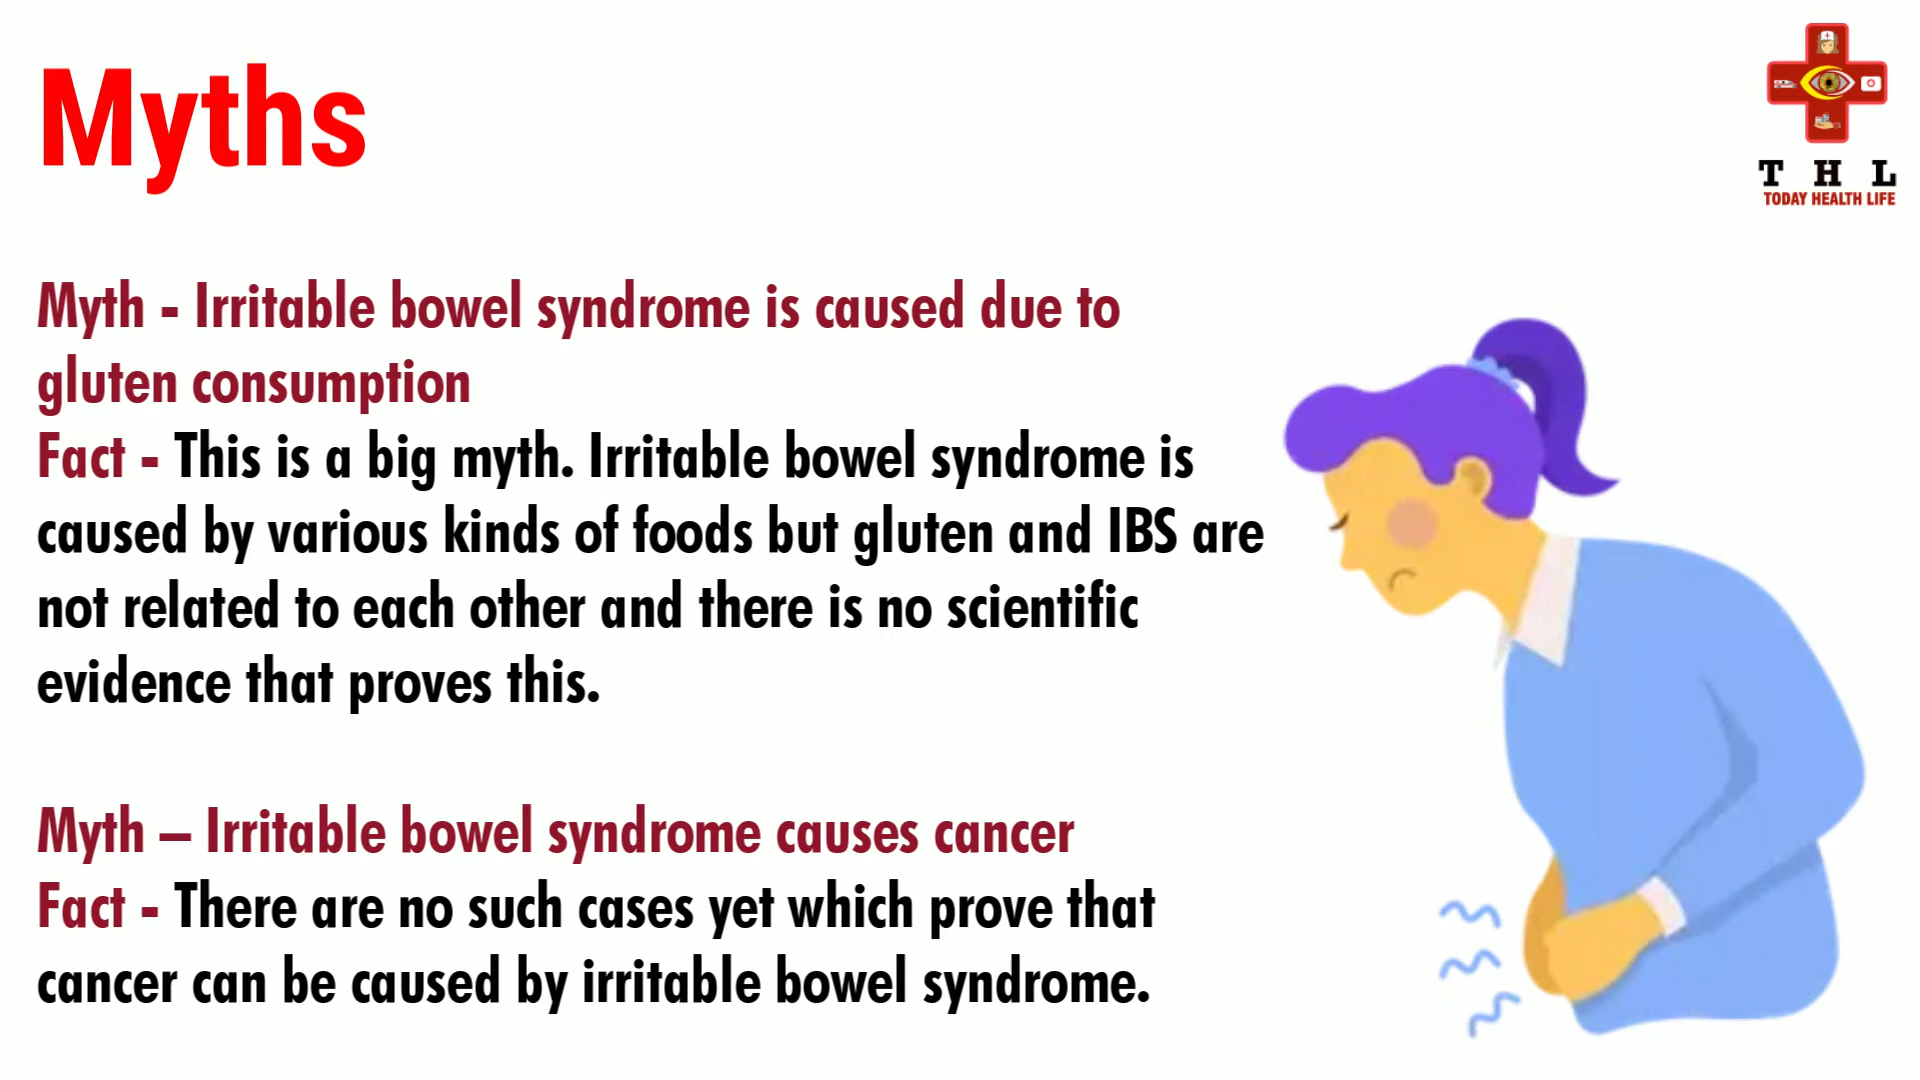 Myths
T H L
TODAY HEALTH LIFE
Myth - Irritable bowel syndrome is caused due to
gluten consumption
Fact - This is a big myth. Irritable bowel syndrome is
caused by various kinds of foods but gluten and IBS are
not related to each other and there is no scientific
evidence that proves this.
Myth – Irritable bowel syndrome causes cancer
Fact - There are no such cases yet which prove that
cancer can be caused by irritable bowel syndrome.